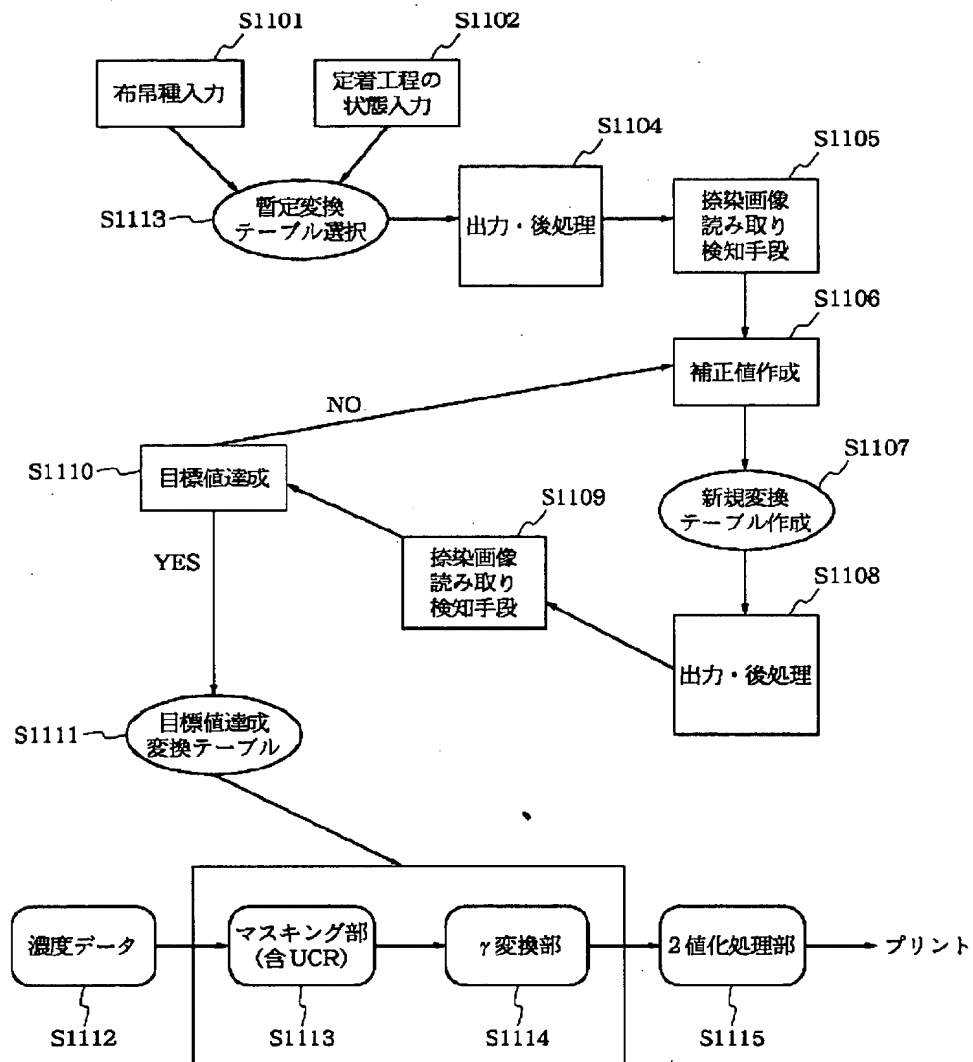 S1101
S1102
布帛種入力
定着工程の
状態入力
S1104
S1105
S1113
暫定変換
テーブル選択
出力・後処理
捺染画像
読み取り
検知手段
S1106
補正値作成
NO
S1110
目標値達成
S1107
新規変換
テーブル作成
S1109
YES
捺染画像
読み取り
検知手段
S1108
出力・後処理
S1111
目標値達成
変換テーブル
濃度データ
マスキング部
(含UCR)
γ変換部
2値化処理部
プリント
S1112
S1113
S1114
S1115